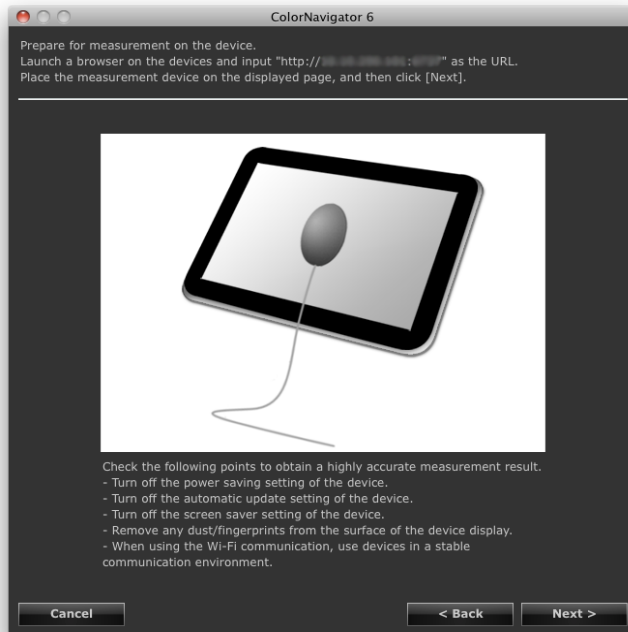 ColorNavigator 6
Prepare for measurement on the device.
Launch a browser on the devices and input "http:// : " as the URL.
Place the measurement device on the displayed page, and then click [Next].
Check the following points to obtain a highly accurate measurement result.
- Turn off the power saving setting of the device.
- Turn off the automatic update setting of the device.
- Turn off the screen saver setting of the device.
- Remove any dust/fingerprints from the surface of the device display.
- When using the Wi-Fi communication, use devices in a stable
communication environment.
Cancel
< Back
Next >